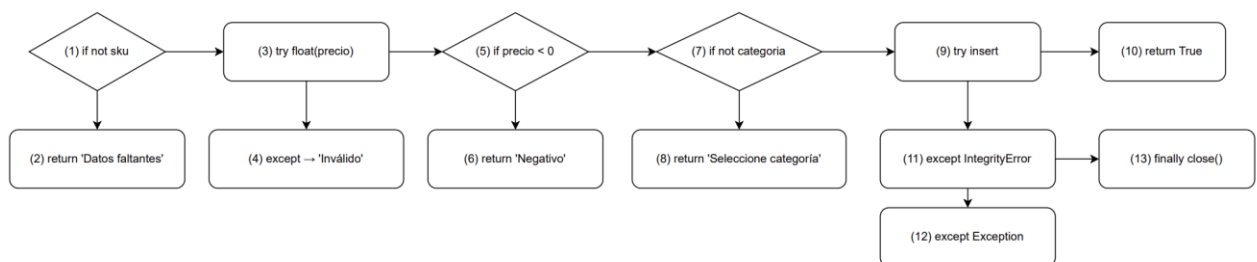 (1) if not sku
(3) try float(precio)
(5) if precio < 0
(7) if not categoria
(9) try insert
(10) return True
(2) return 'Datos faltantes'
(4) except → 'Inválido'
(6) return 'Negativo'
(8) return 'Seleccione categoría'
(11) except IntegrityError
(13) finally close()
(12) except Exception